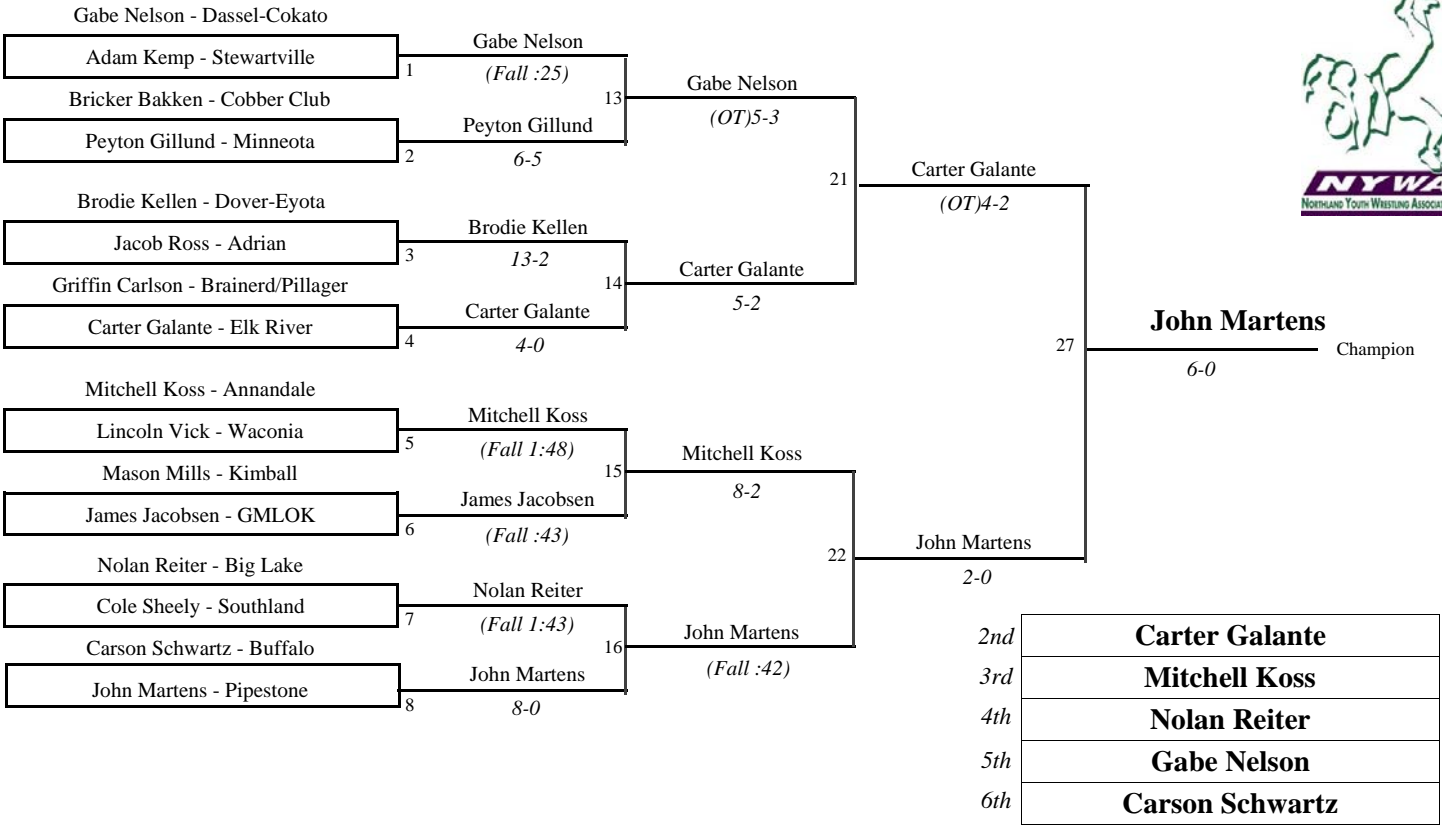 Gabe Nelson - Dassel-Cokato
Adam Kemp - Stewartville
1
Bricker Bakken - Cobber Club
Peyton Gillund - Minneota
2
Brodie Kellen - Dover-Eyota
Jacob Ross - Adrian
3
Griffin Carlson - Brainerd/Pillager
Carter Galante - Elk River
4
Mitchell Koss - Annandale
Lincoln Vick - Waconia
5
Mason Mills - Kimball
James Jacobsen - GMLOK
6
Nolan Reiter - Big Lake
Cole Sheely - Southland
7
Carson Schwartz - Buffalo
John Martens - Pipestone
8
Gabe Nelson
(Fall :25)
13
Peyton Gillund
6-5
Brodie Kellen
13-2
14
Carter Galante
4-0
Mitchell Koss
(Fall 1:48)
15
James Jacobsen
(Fall :43)
Nolan Reiter
(Fall 1:43)
16
John Martens
8-0
Gabe Nelson
(OT)5-3
21
Carter Galante
5-2
Mitchell Koss
8-2
22
John Martens
(Fall :42)
Carter Galante
(OT)4-2
27
John Martens
2-0
John Martens
Champion
6-0
NYWA
NORTHLAND YOUTH WRESTLING
2nd Carter Galante
3rd Mitchell Koss
4th Nolan Reiter
5th Gabe Nelson
6th Carson Schwartz